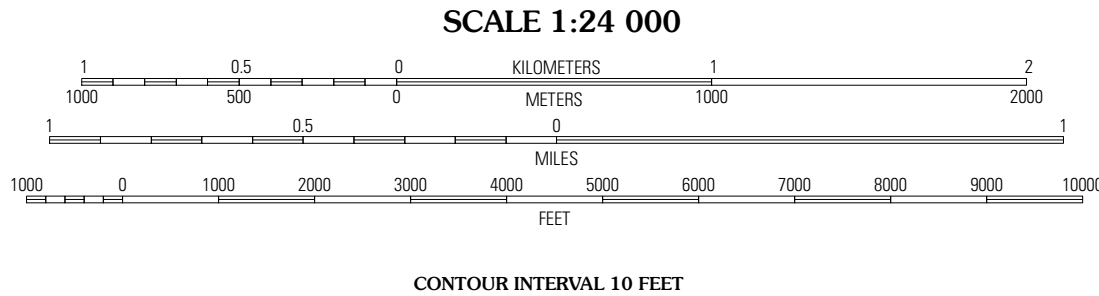 SCALE 1:24 000
1 0.5 0 KILOMETERS 1 2
1000 500 0 METERS 1000 2000
1 0.5 0 1
MILES
1000 0 1000 2000 3000 4000 5000 6000 7000 8000 9000 10000
FEET
CONTOUR INTERVAL 10 FEET